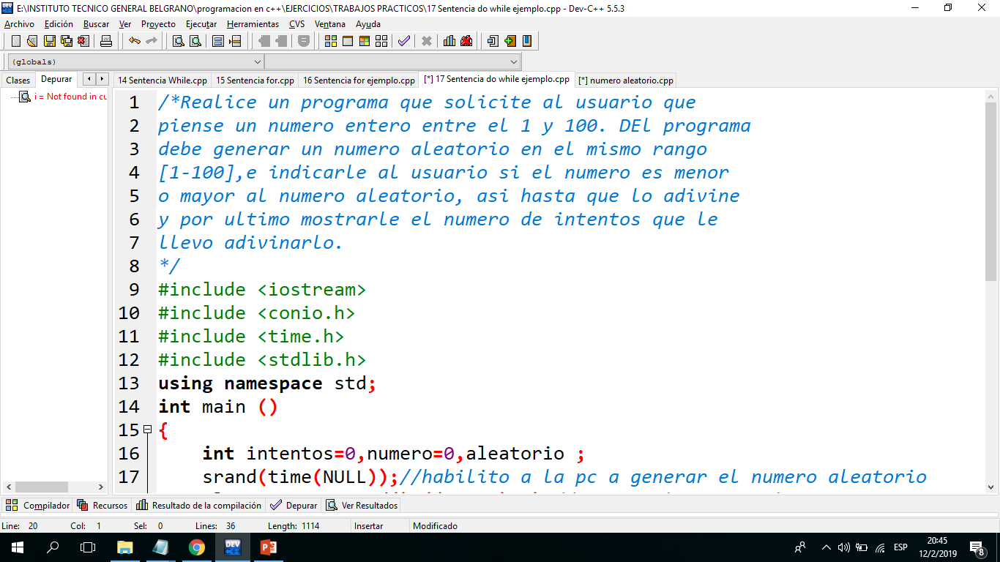 E:\INSTITUTO TECNICO GENERAL BELGRANO\programacion en c++\EJERCICIOS\TRABAJOS PRACTICOS\17 Sentencia do while ejemplo.cpp - Dev-C++ 5.5.3
Archivo Edición Buscar Ver Proyecto Ejecutar Herramientas CVS Ventana Ayuda
(globals)
Clases Depurar 14 Sentencia While.cpp 15 Sentencia for.cpp 16 Sentencia for ejemplo.cpp [*] 17 Sentencia do while ejemplo.cpp [*] numero aleatorio.cpp
i = Not found in cu
1 /*Realice un programa que solicite al usuario que
2 piense un numero entero entre el 1 y 100. DEl programa
3 debe generar un numero aleatorio en el mismo rango
4 [1-100],e indicarle al usuario si el numero es menor
5 o mayor al numero aleatorio, asi hasta que lo adivine
6 y por ultimo mostrarle el numero de intentos que le
7 llevo adivinarlo.
8 */
9 #include <iostream>
10 #include <conio.h>
11 #include <time.h>
12 #include <stdlib.h>
13 using namespace std;
14 int main ()
15 {
16 int intentos=0,numero=0,aleatorio ;
17 srand(time(NULL));//habilito a la pc a generar el numero aleatorio
Compilador Recursos Resultado de la compilación Depurar Ver Resultados
Line: 20 Col: 1 Sel: 0 Lines: 36 Length: 1114 Insertar Modificado
DEV ESP 20:45
12/2/2019 8